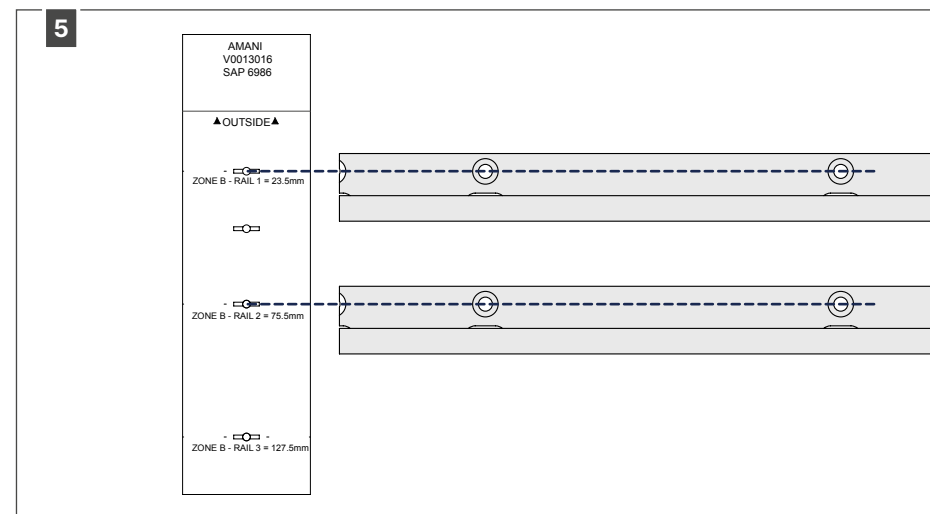 5
AMANI
V0013016
SAP 6986
▲OUTSIDE▲
ZONE B - RAIL 1 = 23.5mm
ZONE B - RAIL 2 = 75.5mm
ZONE B - RAIL 3 = 127.5mm